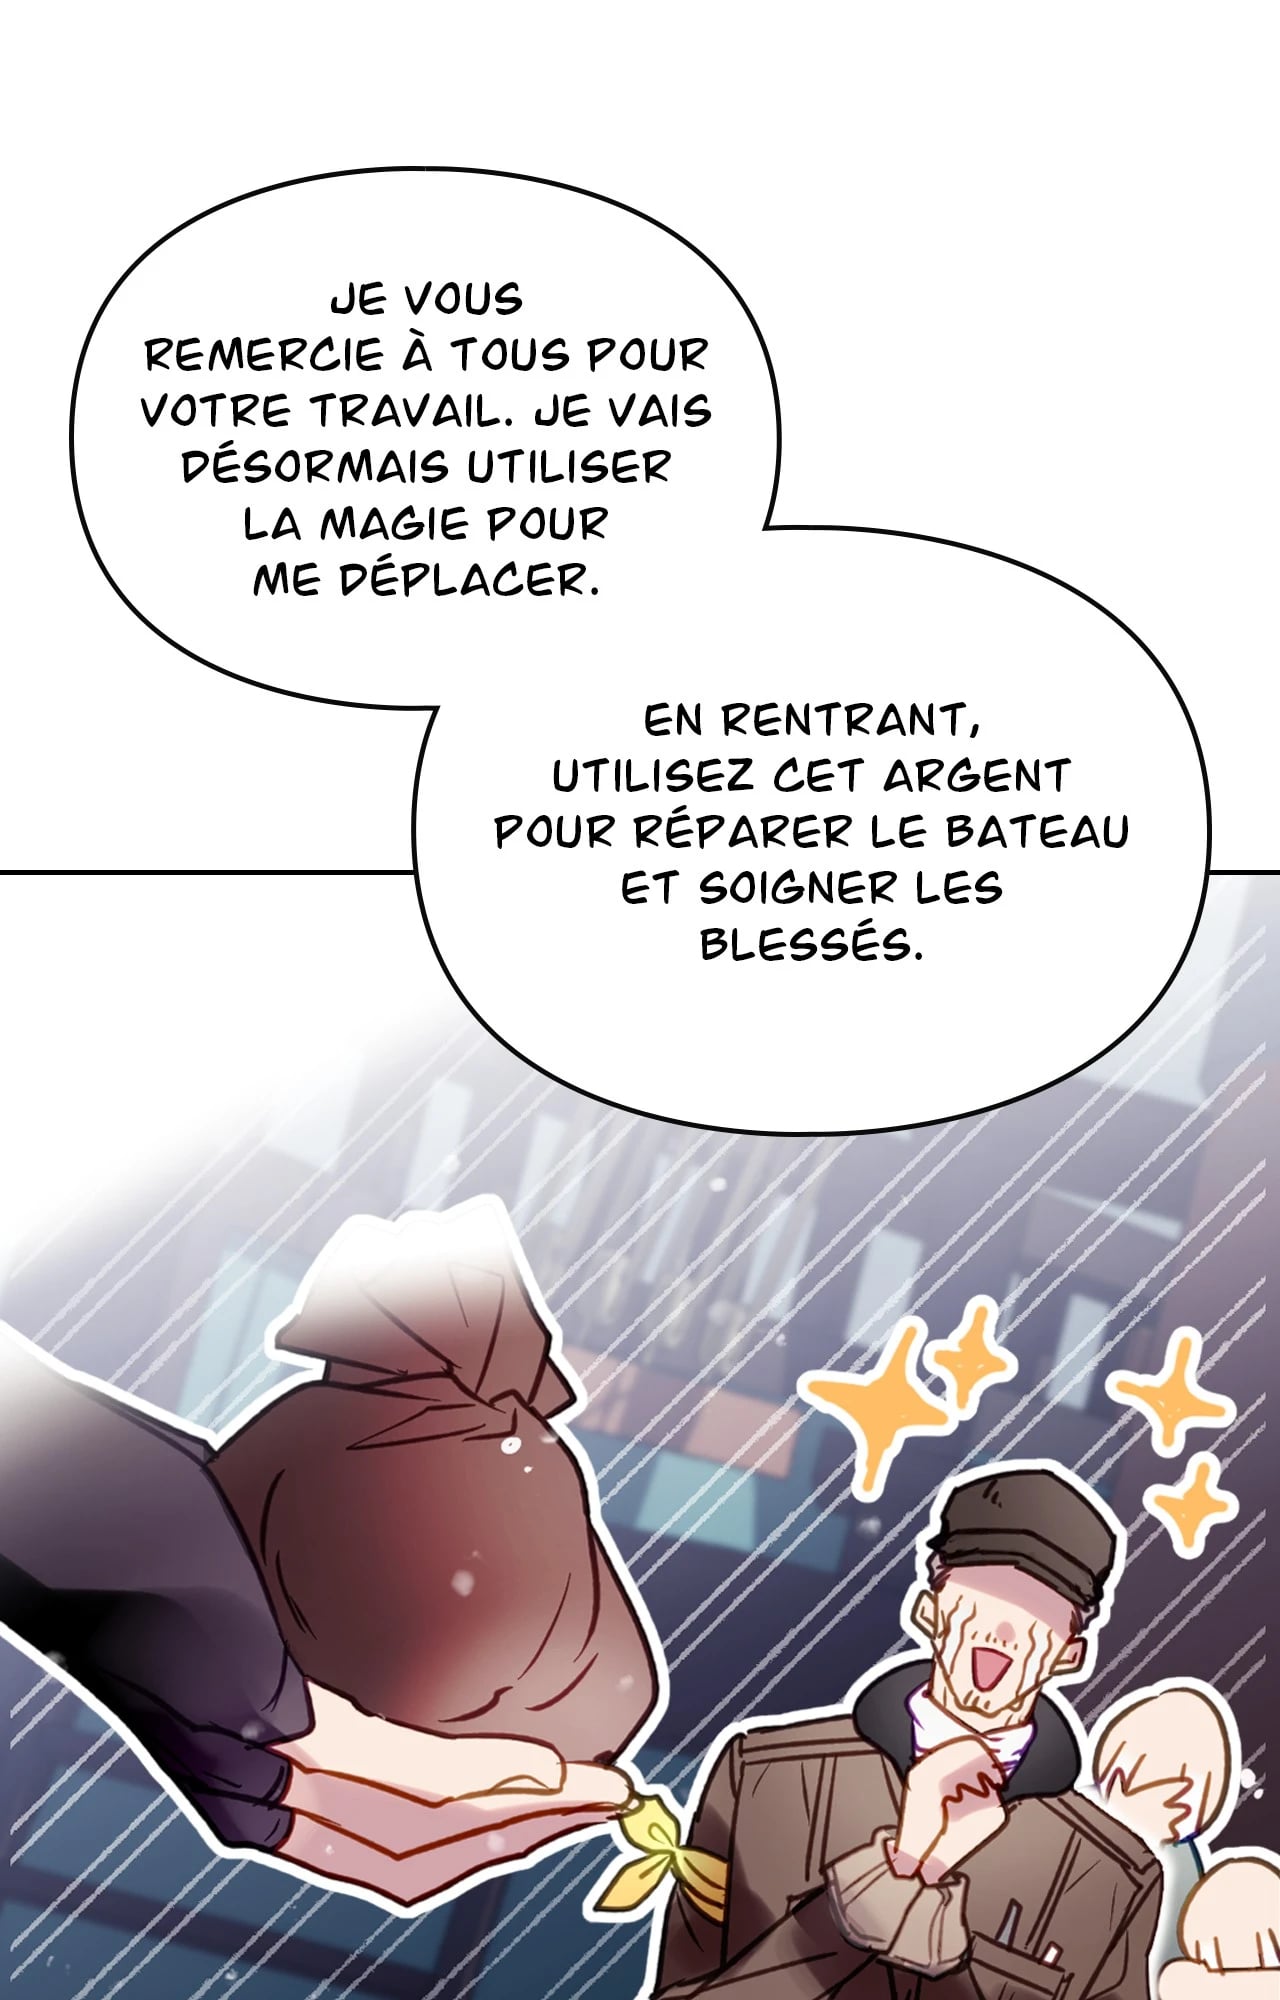 JE VOUS
REMERCIE À TOUS POUR
VOTRE TRAVAIL. JE VAIS
DÉSORMAIS UTILISER
LA MAGIE POUR
ME DÉPLACER.
EN RENTRANT,
UTILISEZ CET ARGENT
POUR RÉPARER LE BATEAU
ET SOIGNER LES
BLESSÉS.